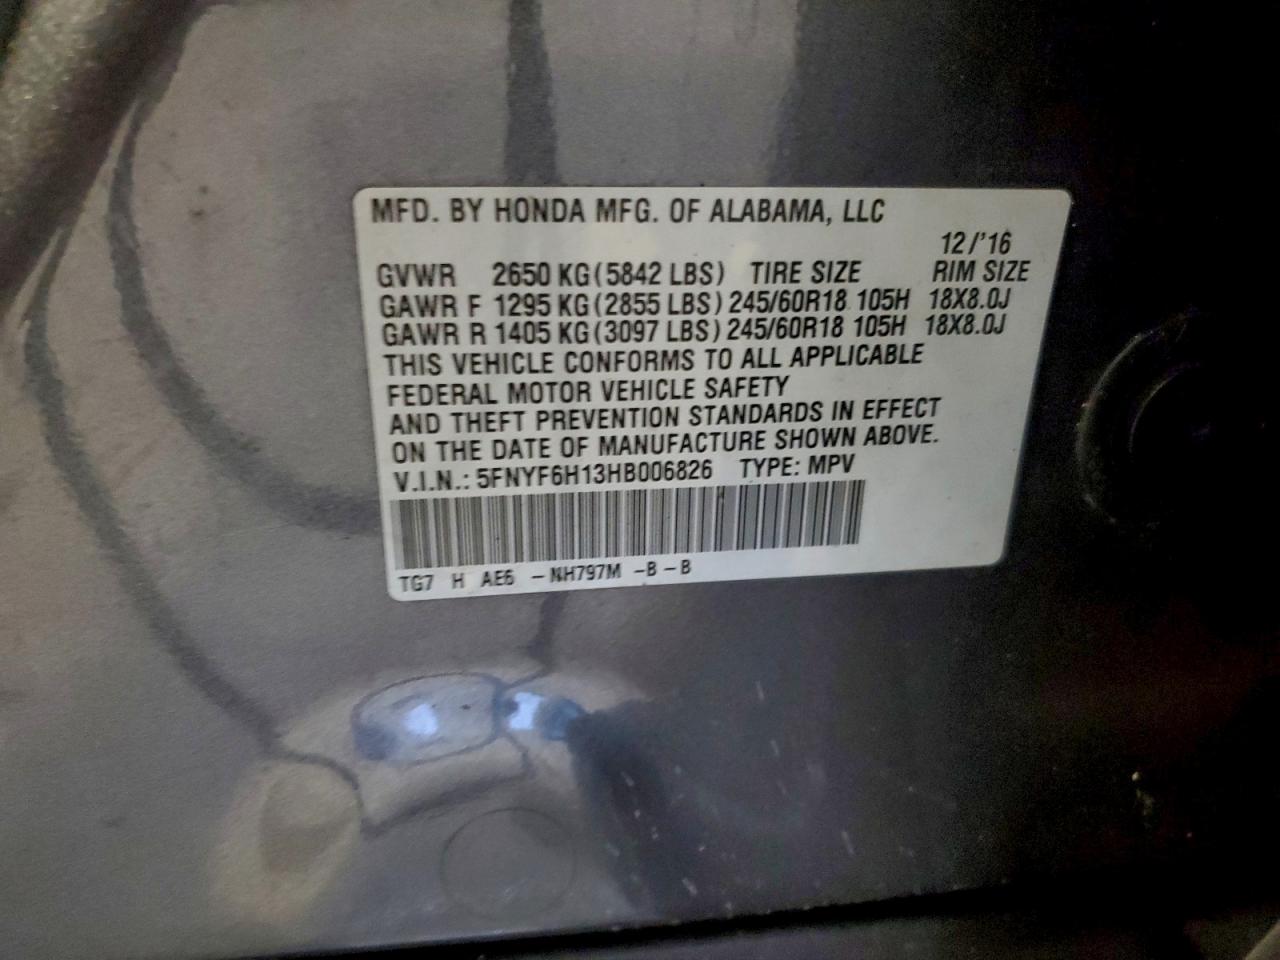 MFD. BY HONDA MFG. OF ALABAMA, LLC
12/'16
GVWR 2650 KG(5842 LBS) TIRE SIZE RIM SIZE
GAWR F 1295 KG(2855 LBS) 245/60R18 105H 18X8.0J
GAWR R 1405 KG(3097 LBS) 245/60R18 105H 18X8.0J
THIS VEHICLE CONFORMS TO ALL APPLICABLE
FEDERAL MOTOR VEHICLE SAFETY
AND THEFT PREVENTION STANDARDS IN EFFECT
ON THE DATE OF MANUFACTURE SHOWN ABOVE.
V.I.N.: 5FNYF6H13HB006826 TYPE: MPV
TG7 H AE6 -NH797M -B-B